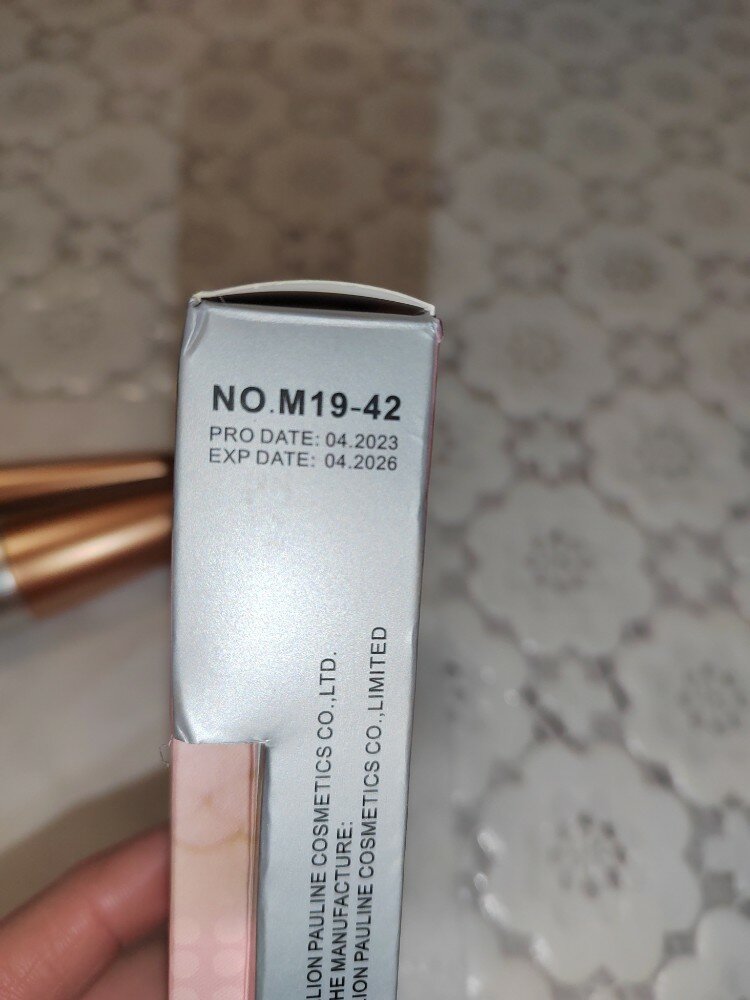 NO.M19-42
PRO DATE: 04.2023
EXP DATE: 04.2026
LION PAULINE COSMETICS CO.,LTD.
HE MANUFACTURE:
LION PAULINE COSMETICS CO.,LIMITED